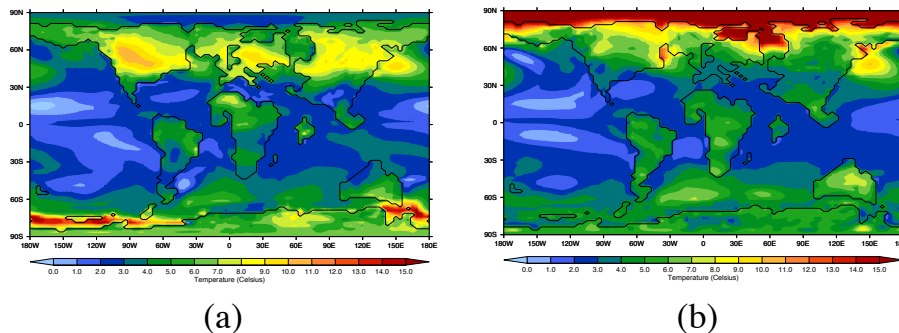 90N
60N
30N
0
30S
60S
90S
180W 150W 120W 90W 60W 30W 0 30E 60E 90E 120E 150E 180E
0.0 1.0 2.0 3.0 4.0 5.0 6.0 7.0 8.0 9.0 10.0 11.0 12.0 13.0 14.0 15.0
Temperature (Celsius)
(a)
90N
60N
30N
0
30S
60S
90S
180W 150W 120W 90W 60W 30W 0 30E 60E 90E 120E 150E 18
0.0 1.0 2.0 3.0 4.0 5.0 6.0 7.0 8.0 9.0 10.0 11.0 12.0 13.0 14.0 15.0
Temperature (Celsius)
(b)